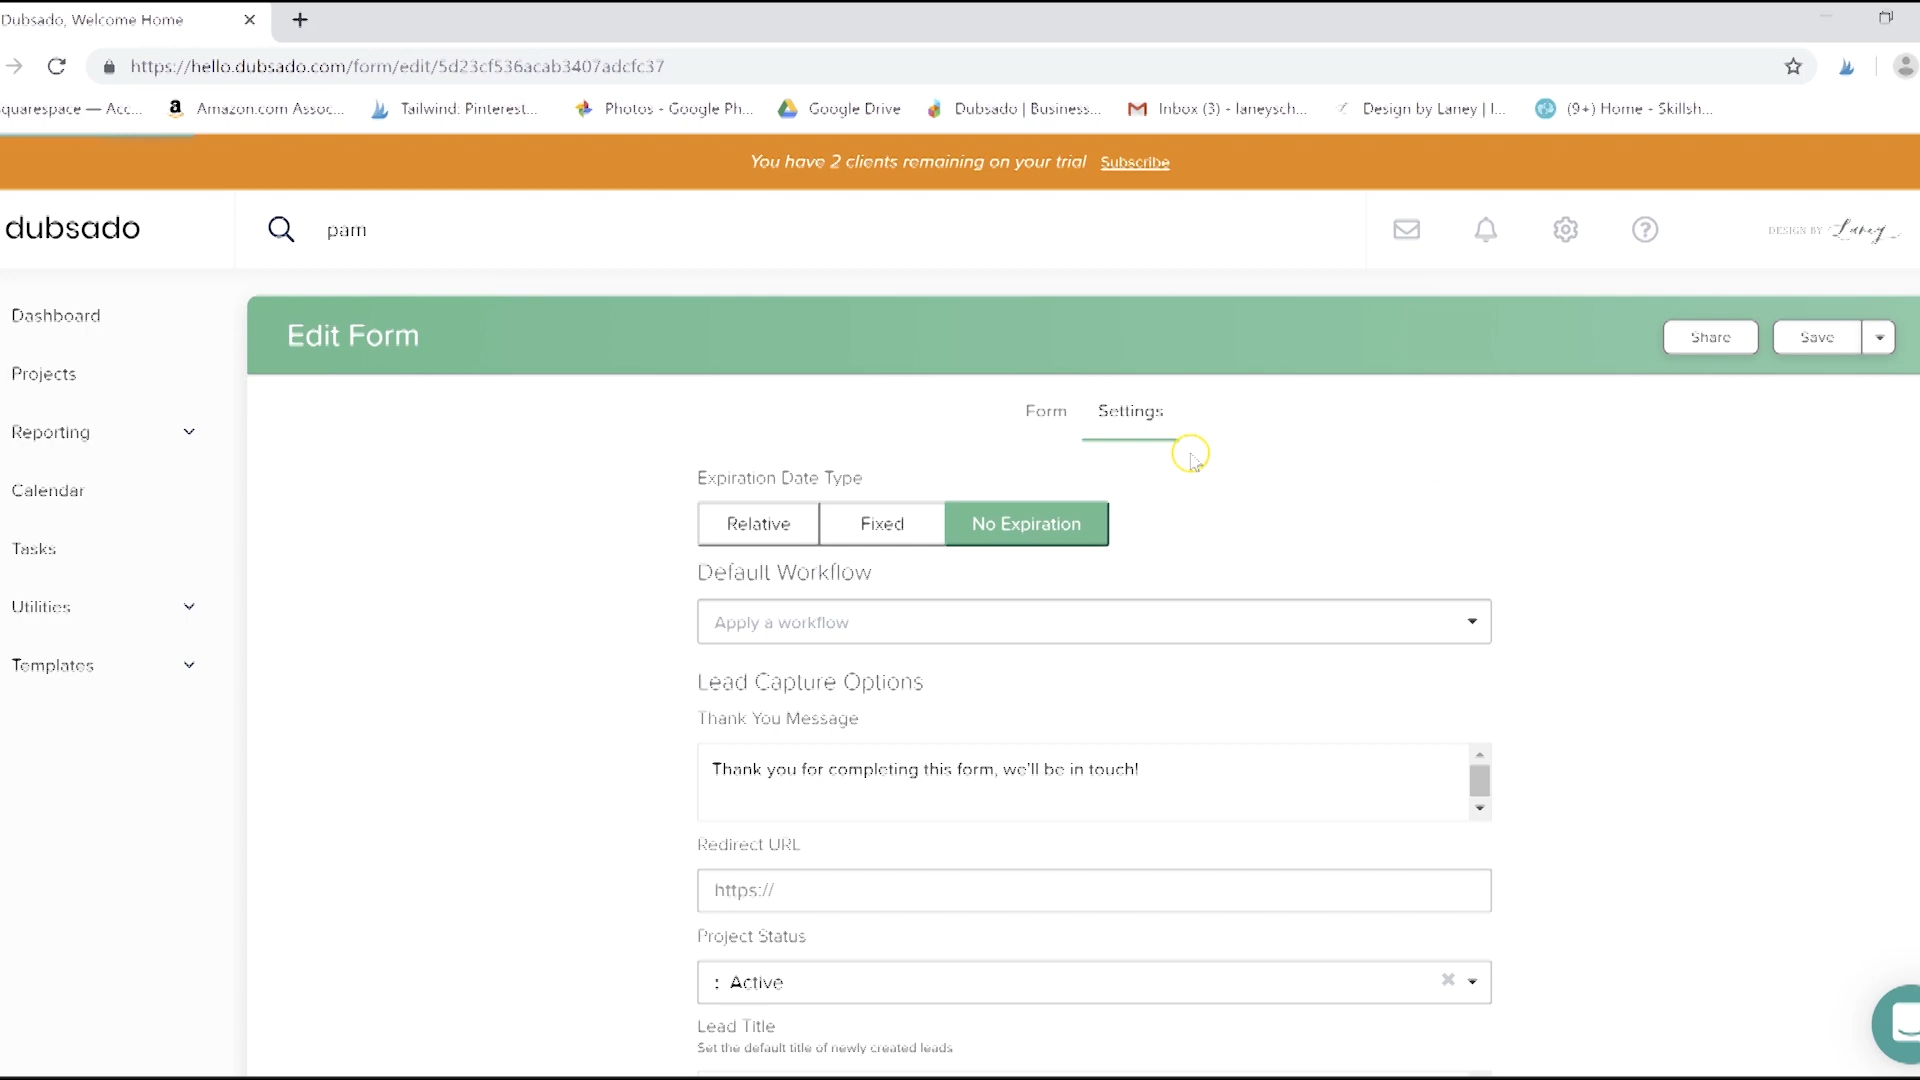 Dubsado, Welcome Home
https://hello.dubsado.com/form/edit/5d23cf536acab3407adcfc37
quarespace — Acc... Amazon.com Assoc... Tailwind: Pinterest... Photos - Google Ph... Google Drive Dubsado | Business... Inbox (3) - laneysch... Design by Laney | I... (9+) Home - Skillsh...
You have 2 clients remaining on your trial Subscribe
dubsado pam DESIGN BY Laney
Edit Form Share Save
Dashboard
Projects
Reporting
Calendar
Tasks
Utilities
Templates
Form Settings
Expiration Date Type
Relative Fixed No Expiration
Default Workflow
Apply a workflow
Lead Capture Options
Thank You Message
Thank you for completing this form, we'll be in touch!
Redirect URL
https://
Project Status
: Active
Lead Title
Set the default title of newly created leads